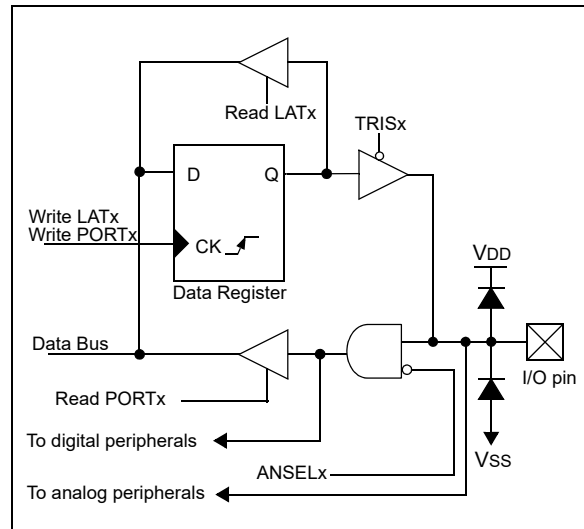 Read LATx
TRISx
D Q
Write LATx
Write PORTx
CK
VDD
Data Register
Data Bus
I/O pin
Read PORTx
To digital peripherals
VSS
ANSELx
To analog peripherals